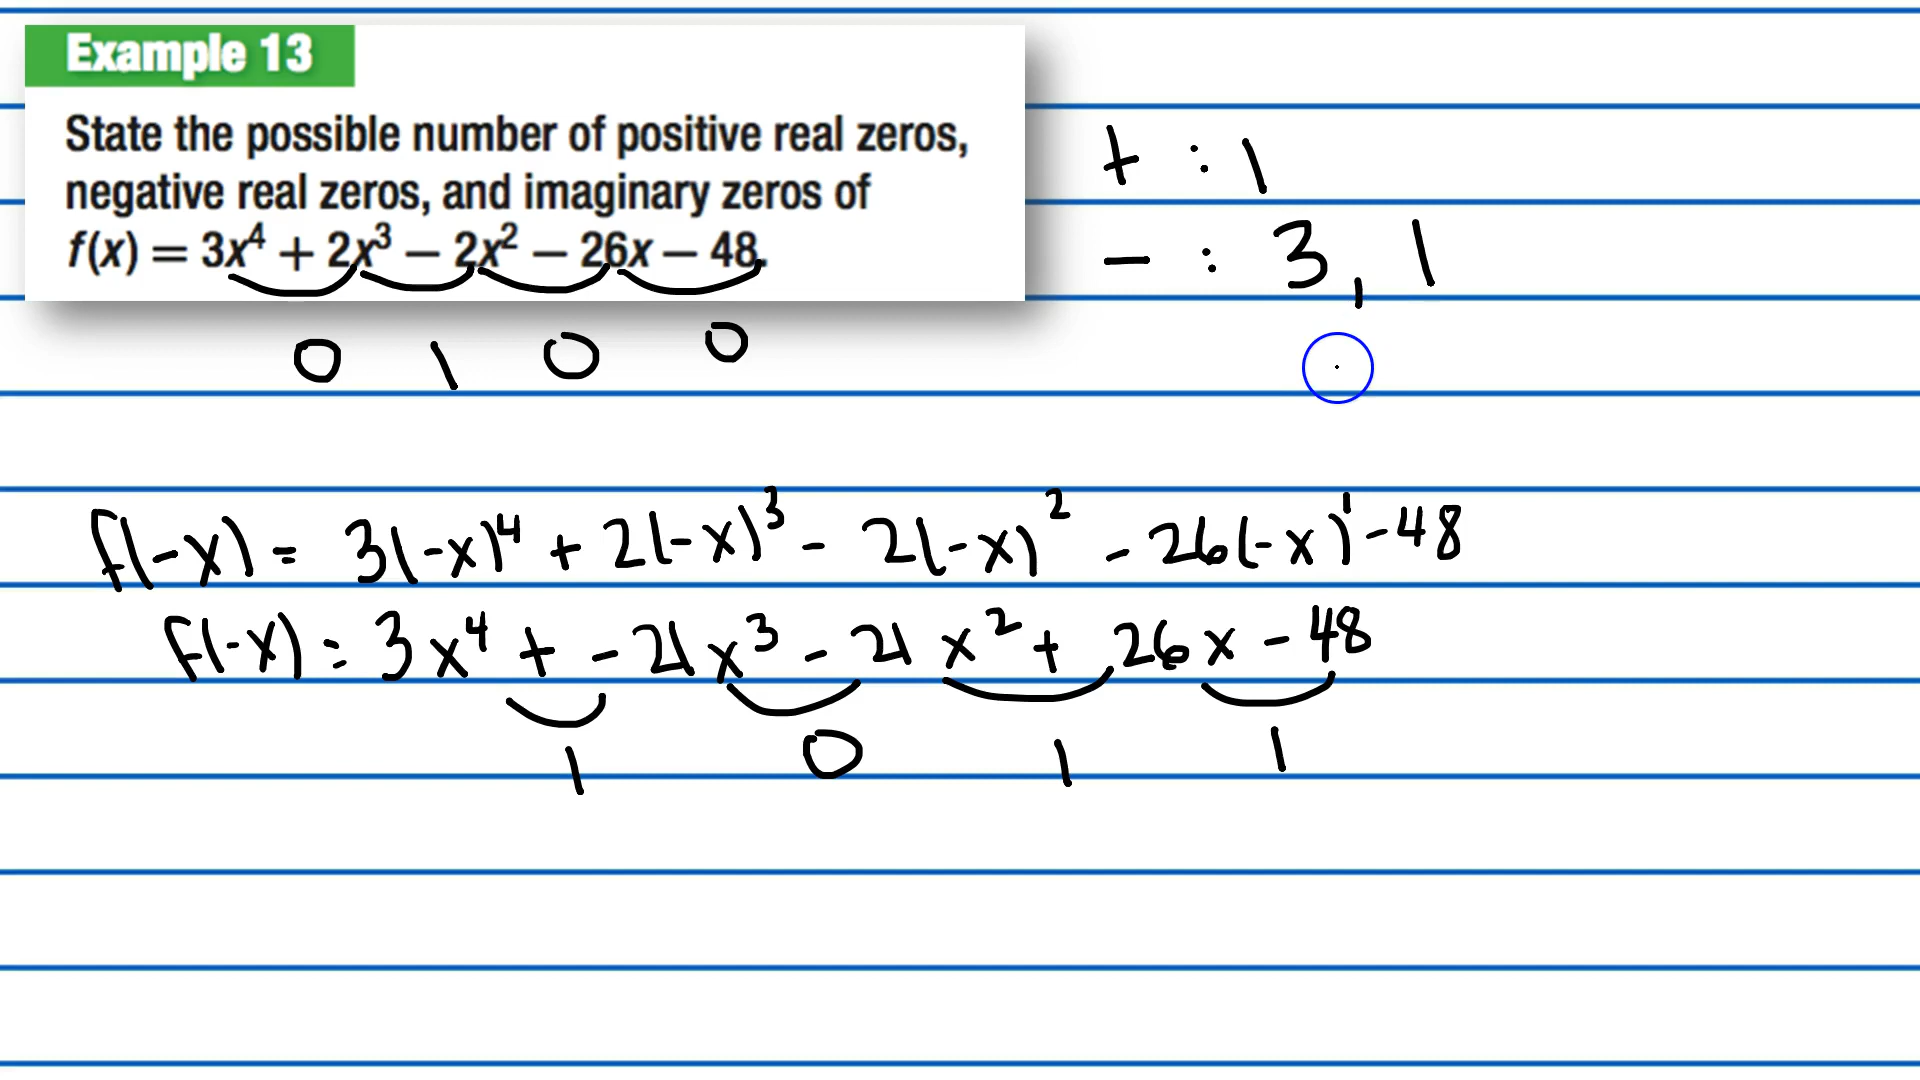 Example 13
State the possible number of positive real zeros,
negative real zeros, and imaginary zeros of
f(x) = 3x⁴ + 2x³ − 2x² − 26x − 48.
0 1 0 0
+ : 1
− : 3, 1
f(-x) = 3(-x)⁴ + 2(-x)³ - 2(-x)² - 26(-x)¹ - 48
f(-x) = 3x⁴ + - 21x³ - 21x² + 26x - 48
1 0 1 1